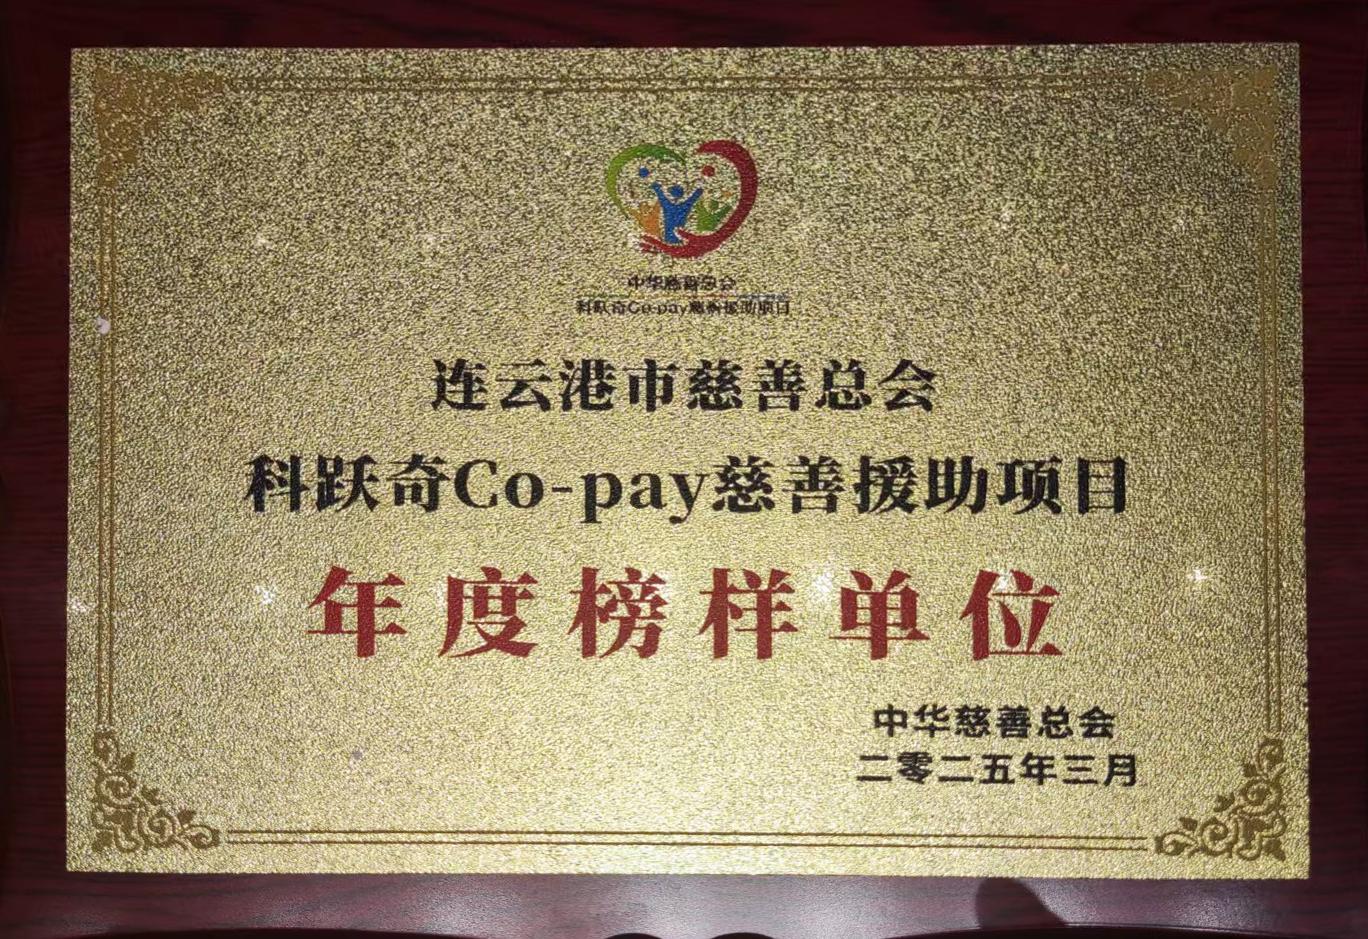 中华慈善总会
科跃奇Co-pay慈善援助项目
连云港市慈善总会
科跃奇Co-pay慈善援助项目
年度榜样单位
中华慈善总会
二零二五年三月